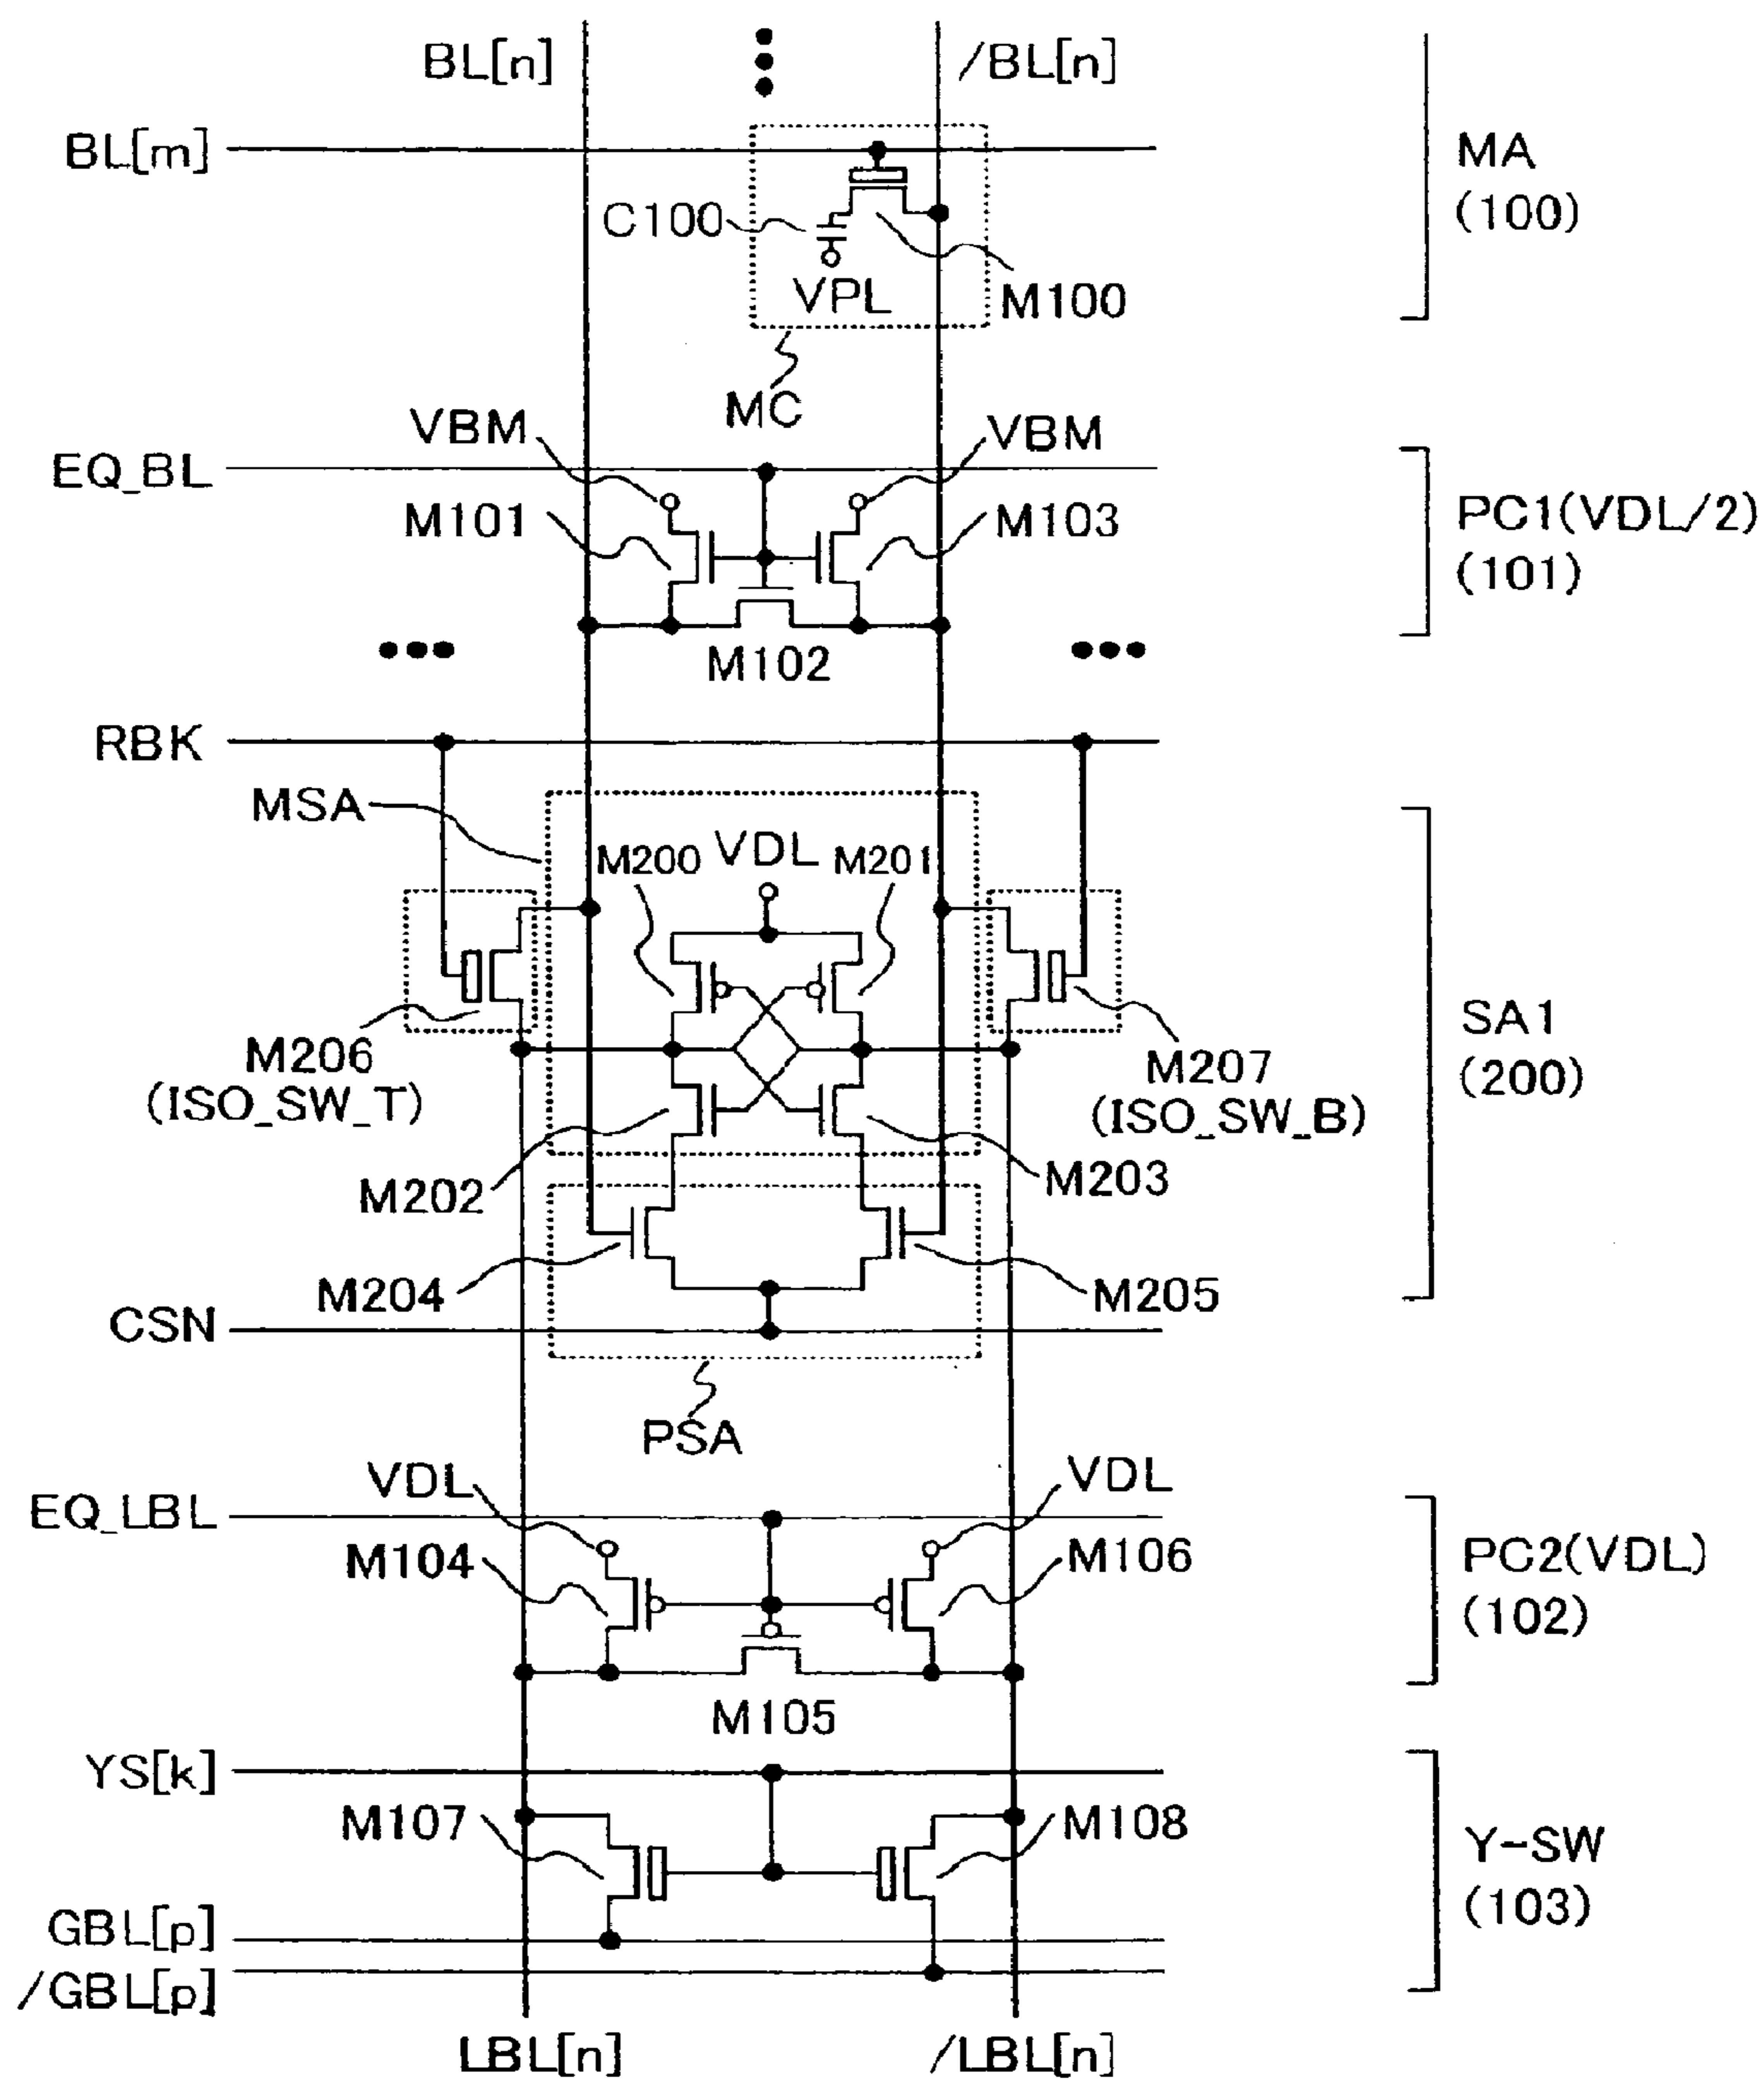 BL[n]
/BL[n]
BL[m]
MA
(100)
C100
VPL
M100
MC
VBM
VBM
EQ_BL
M101
M103
PC1(VDL/2)
(101)
M102
RBK
MSA
M200
VDL
M201
M206
(ISO_SW_T)
M207
(ISO_SW_B)
SA1
(200)
M202
M203
M204
M205
CSN
PSA
VDL
VDL
EQ_LBL
M104
M106
PC2(VDL)
(102)
M105
YS[k]
M107
M108
Y-SW
(103)
GBL[p]
/GBL[p]
LBL[n]
/LBL[n]